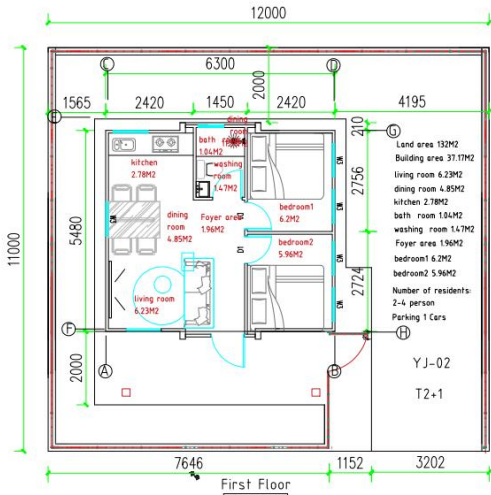 12000
6300
2000
C
D
1565
2420
1450
2420
4195
210
E
G
dining
room
bath
1.04M2
kitchen
2.78M2
washing
room
1.47M2
W3
2756
5480
11000
dining
room
4.85M2
Foyer area
1.96M2
bedroom1
6.2M2
W3
D1
D1
bedroom2
5.96M2
W3
living room
6.23M2
2724
F
H
2000
A
B
Land area 132M2
Building area 37.17M2
living room 6.23M2
dining room 4.85M2
kitchen 2.78M2
bath room 1.04M2
washing room 1.47M2
Foyer area 1.96M2
bedroom1 6.2M2
bedroom2 5.96M2
Number of residents:
2-4 person
Parking 1 Cars
YJ-02
T2+1
7646
1152
3202
First Floor